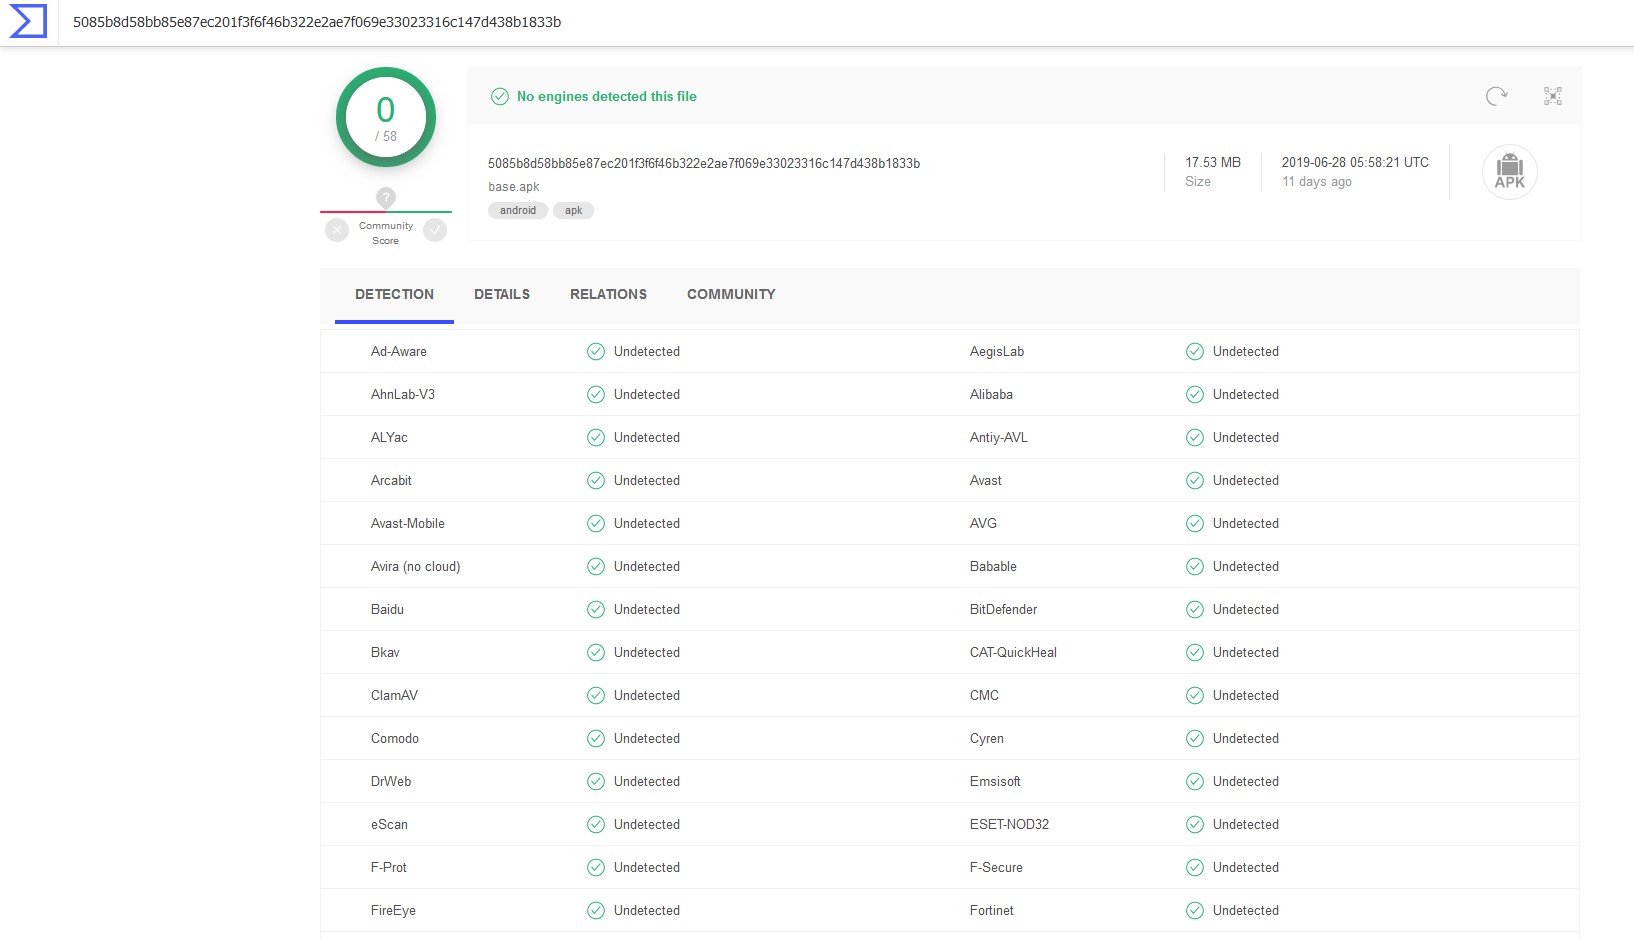 5085b8d58bb85e87ec201f3f6f46b322e2ae7f069e33023316c147d438b1833b
0
/ 58
?
Community
Score
No engines detected this file
5085b8d58bb85e87ec201f3f6f46b322e2ae7f069e33023316c147d438b1833b
base.apk
android apk
17.53 MB
Size
2019-06-28 05:58:21 UTC
11 days ago
APK
DETECTION DETAILS RELATIONS COMMUNITY
Ad-Aware Undetected AegisLab Undetected
AhnLab-V3 Undetected Alibaba Undetected
ALYac Undetected Antiy-AVL Undetected
Arcabit Undetected Avast Undetected
Avast-Mobile Undetected AVG Undetected
Avira (no cloud) Undetected Babable Undetected
Baidu Undetected BitDefender Undetected
Bkav Undetected CAT-QuickHeal Undetected
ClamAV Undetected CMC Undetected
Comodo Undetected Cyren Undetected
DrWeb Undetected Emsisoft Undetected
eScan Undetected ESET-NOD32 Undetected
F-Prot Undetected F-Secure Undetected
FireEye Undetected Fortinet Undetected